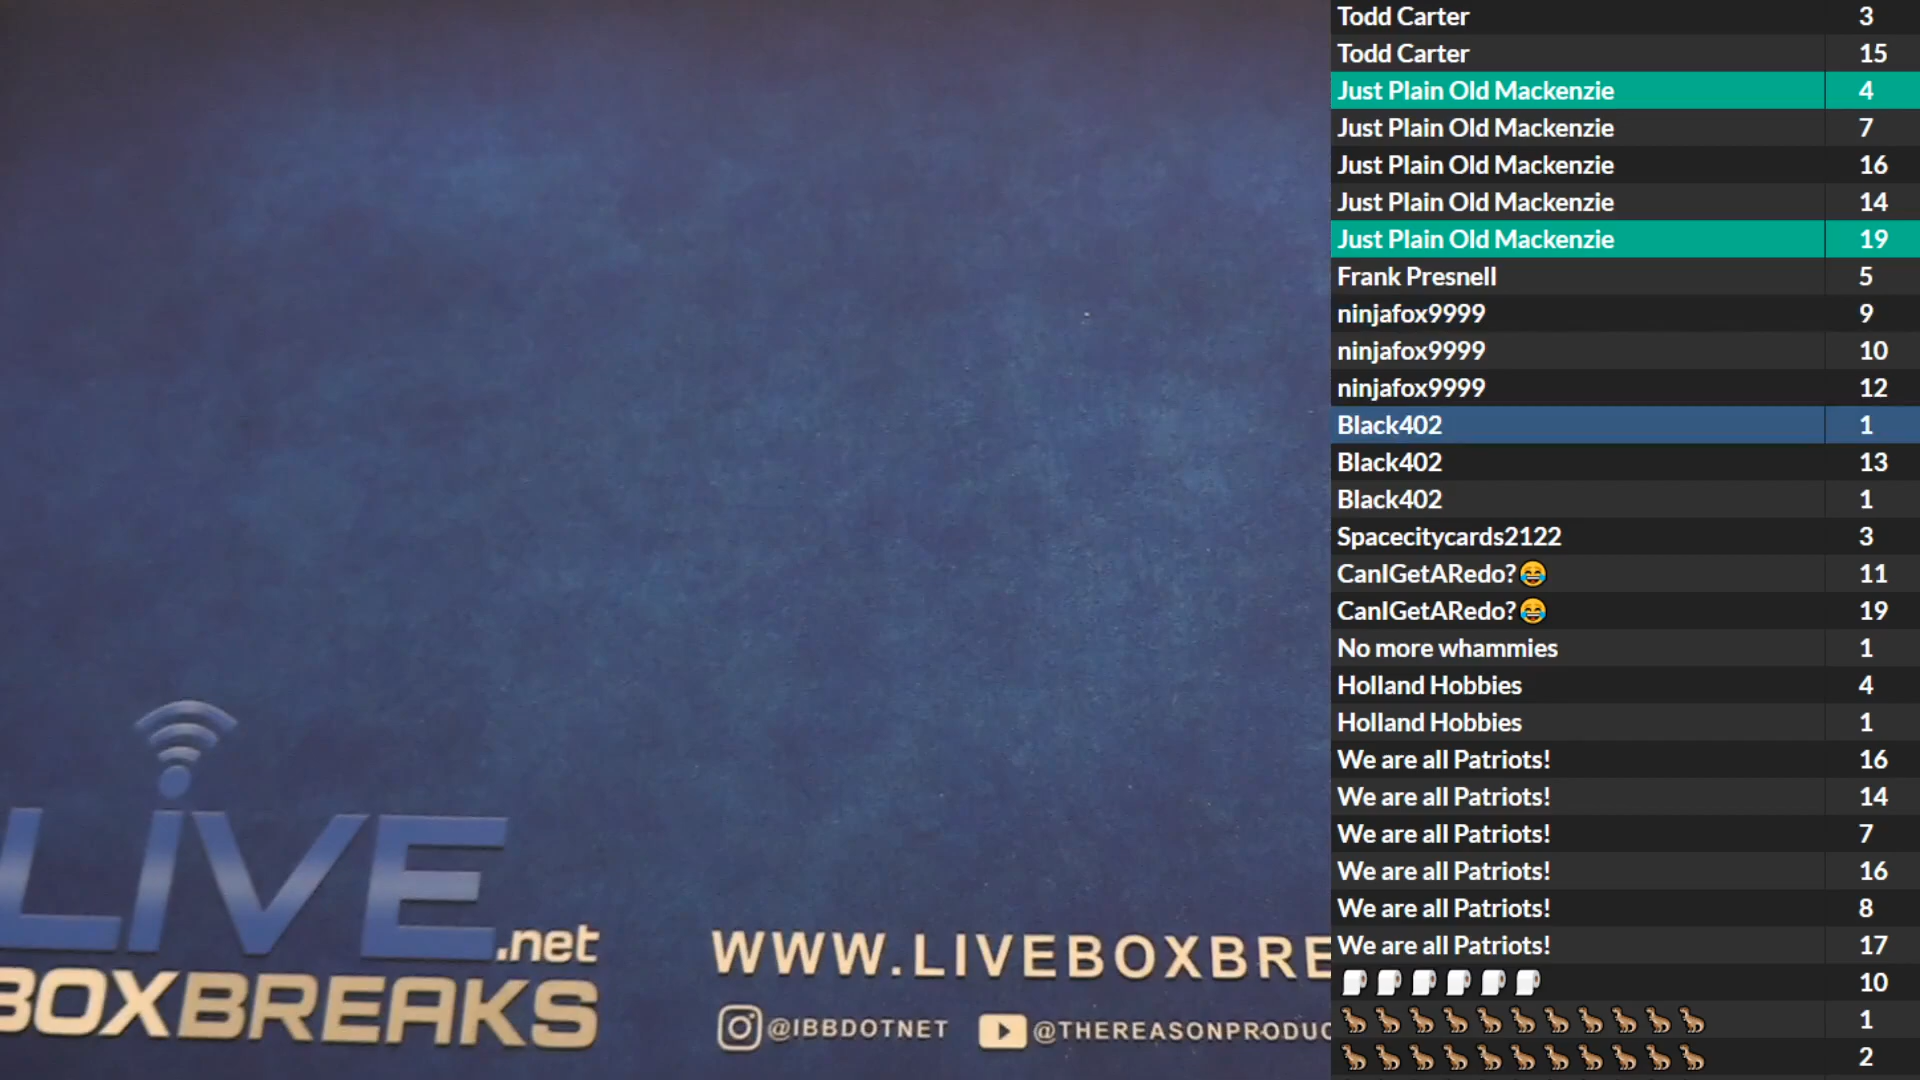 Todd Carter 3
Todd Carter 15
Just Plain Old Mackenzie 4
Just Plain Old Mackenzie 7
Just Plain Old Mackenzie 16
Just Plain Old Mackenzie 14
Just Plain Old Mackenzie 19
Frank Presnell 5
ninjafox9999 9
ninjafox9999 10
ninjafox9999 12
Black402 1
Black402 13
Black402 1
Spacecitycards2122 3
CanIGetARedo?😂 11
CanIGetARedo?😂 19
No more whammies 1
Holland Hobbies 4
Holland Hobbies 1
We are all Patriots! 16
We are all Patriots! 14
We are all Patriots! 7
We are all Patriots! 16
We are all Patriots! 8
We are all Patriots! 17
🧻🧻🧻🧻🧻🧻 10
🦖🦖🦖🦖🦖🦖🦖🦖🦖🦖🦖 1
🦖🦖🦖🦖🦖🦖🦖🦖🦖🦖🦖 2
LIVE.net
BOXBREAKS
WWW.LIVEBOXBRE
@IBBDOTNET @THEREASONPRODUC